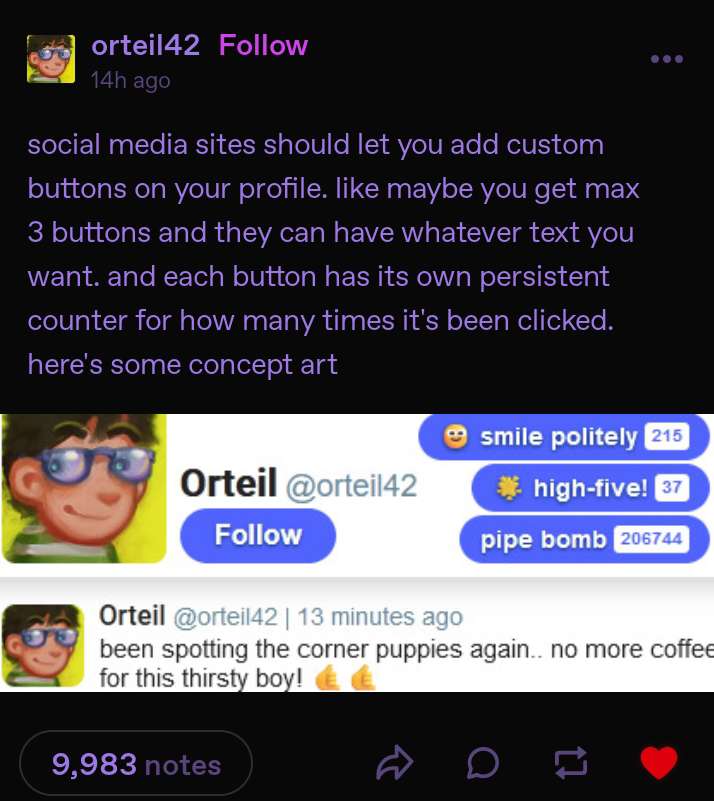 orteil42 Follow
14h ago
social media sites should let you add custom
buttons on your profile. like maybe you get max
3 buttons and they can have whatever text you
want. and each button has its own persistent
counter for how many times it's been clicked.
here's some concept art
smile politely 215
Orteil @orteil42
high-five! 37
Follow
pipe bomb 206744
Orteil @orteil42 | 13 minutes ago
been spotting the corner puppies again.. no more coffee
for this thirsty boy!
9,983 notes